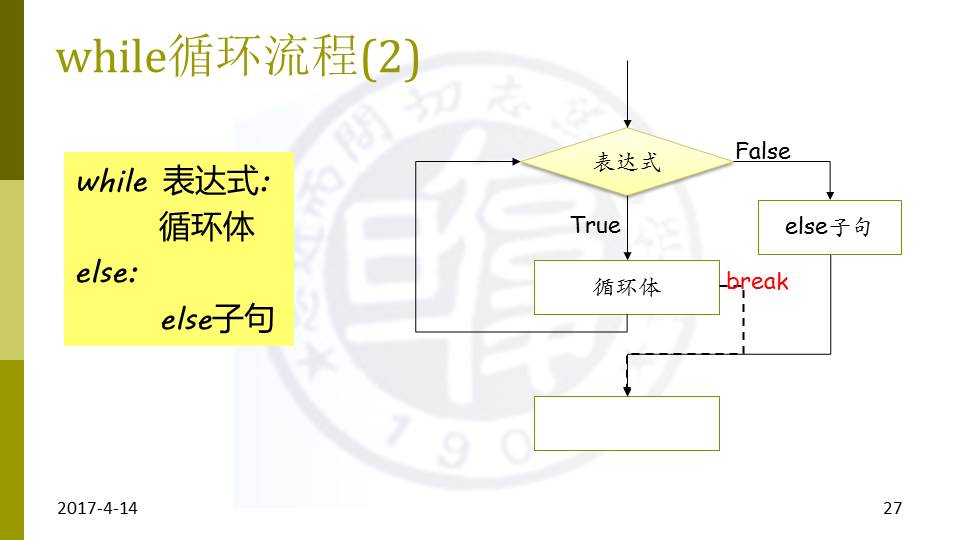 while循环流程(2)
while 表达式:
循环体
else:
else子句
表达式
False
True
else子句
循环体
break
2017-4-14
27